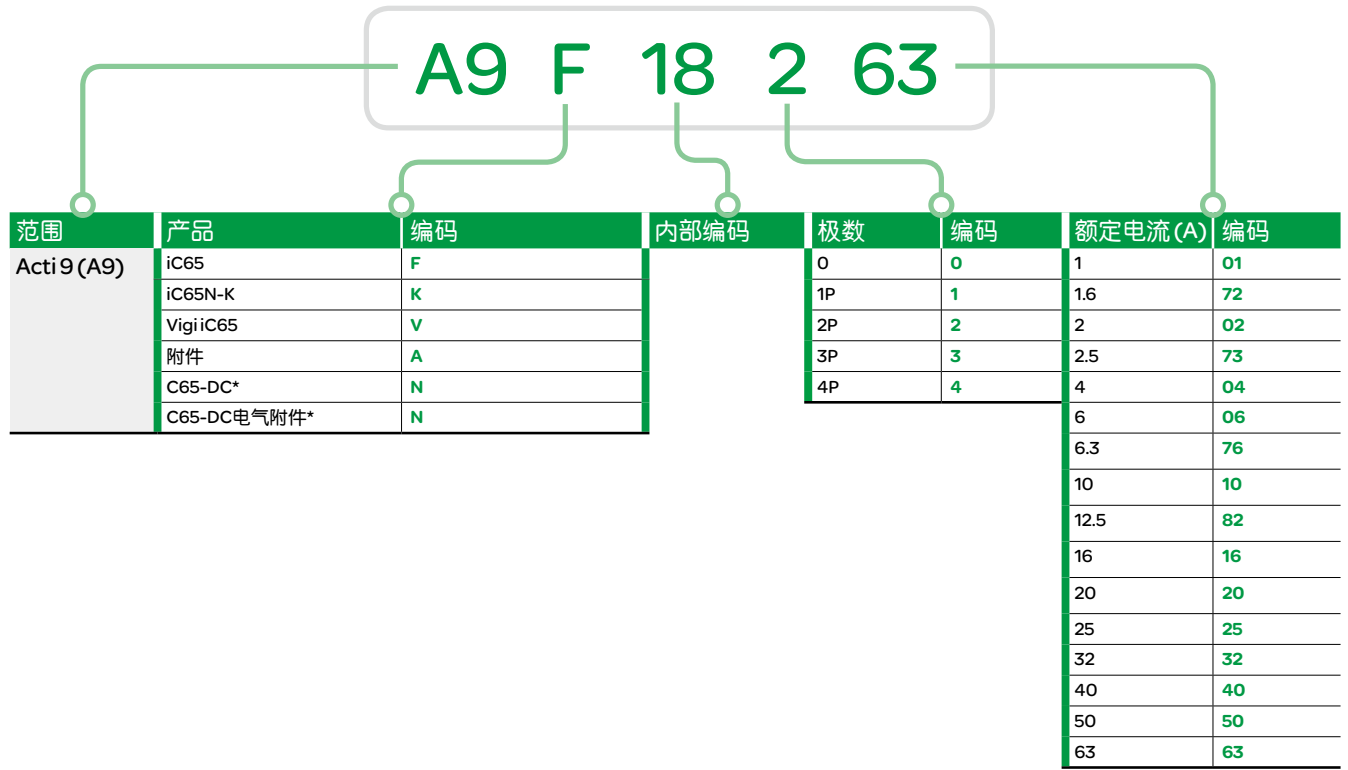 A9 F 18 2 63
范围 产品 编码 内部编码 极数 编码 额定电流(A) 编码
Acti 9 (A9) iC65 F 0 0 1 01
iC65N-K K 1P 1 1.6 72
Vigi iC65 V 2P 2 2 02
附件 A 3P 3 2.5 73
C65-DC* N 4P 4 4 04
C65-DC电气附件* N 6 06
6.3 76
10 10
12.5 82
16 16
20 20
25 25
32 32
40 40
50 50
63 63